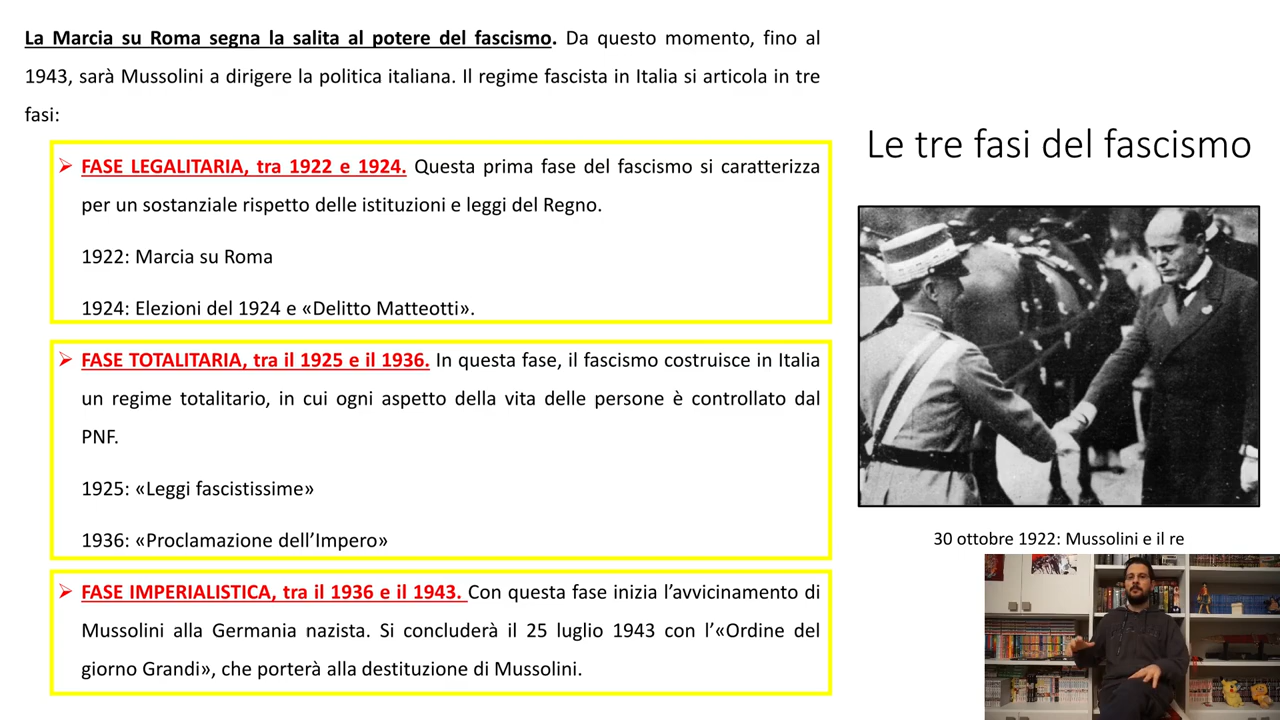 La Marcia su Roma segna la salita al potere del fascismo. Da questo momento, fino al
1943, sarà Mussolini a dirigere la politica italiana. Il regime fascista in Italia si articola in tre
fasi:
FASE LEGALITARIA, tra 1922 e 1924. Questa prima fase del fascismo si caratterizza
per un sostanziale rispetto delle istituzioni e leggi del Regno.
1922: Marcia su Roma
1924: Elezioni del 1924 e «Delitto Matteotti».
FASE TOTALITARIA, tra il 1925 e il 1936. In questa fase, il fascismo costruisce in Italia
un regime totalitario, in cui ogni aspetto della vita delle persone è controllato dal
PNF.
1925: «Leggi fascistissime»
1936: «Proclamazione dell’Impero»
FASE IMPERIALISTICA, tra il 1936 e il 1943. Con questa fase inizia l’avvicinamento di
Mussolini alla Germania nazista. Si concluderà il 25 luglio 1943 con l’«Ordine del
giorno Grandi», che porterà alla destituzione di Mussolini.
Le tre fasi del fascismo
30 ottobre 1922: Mussolini e il re